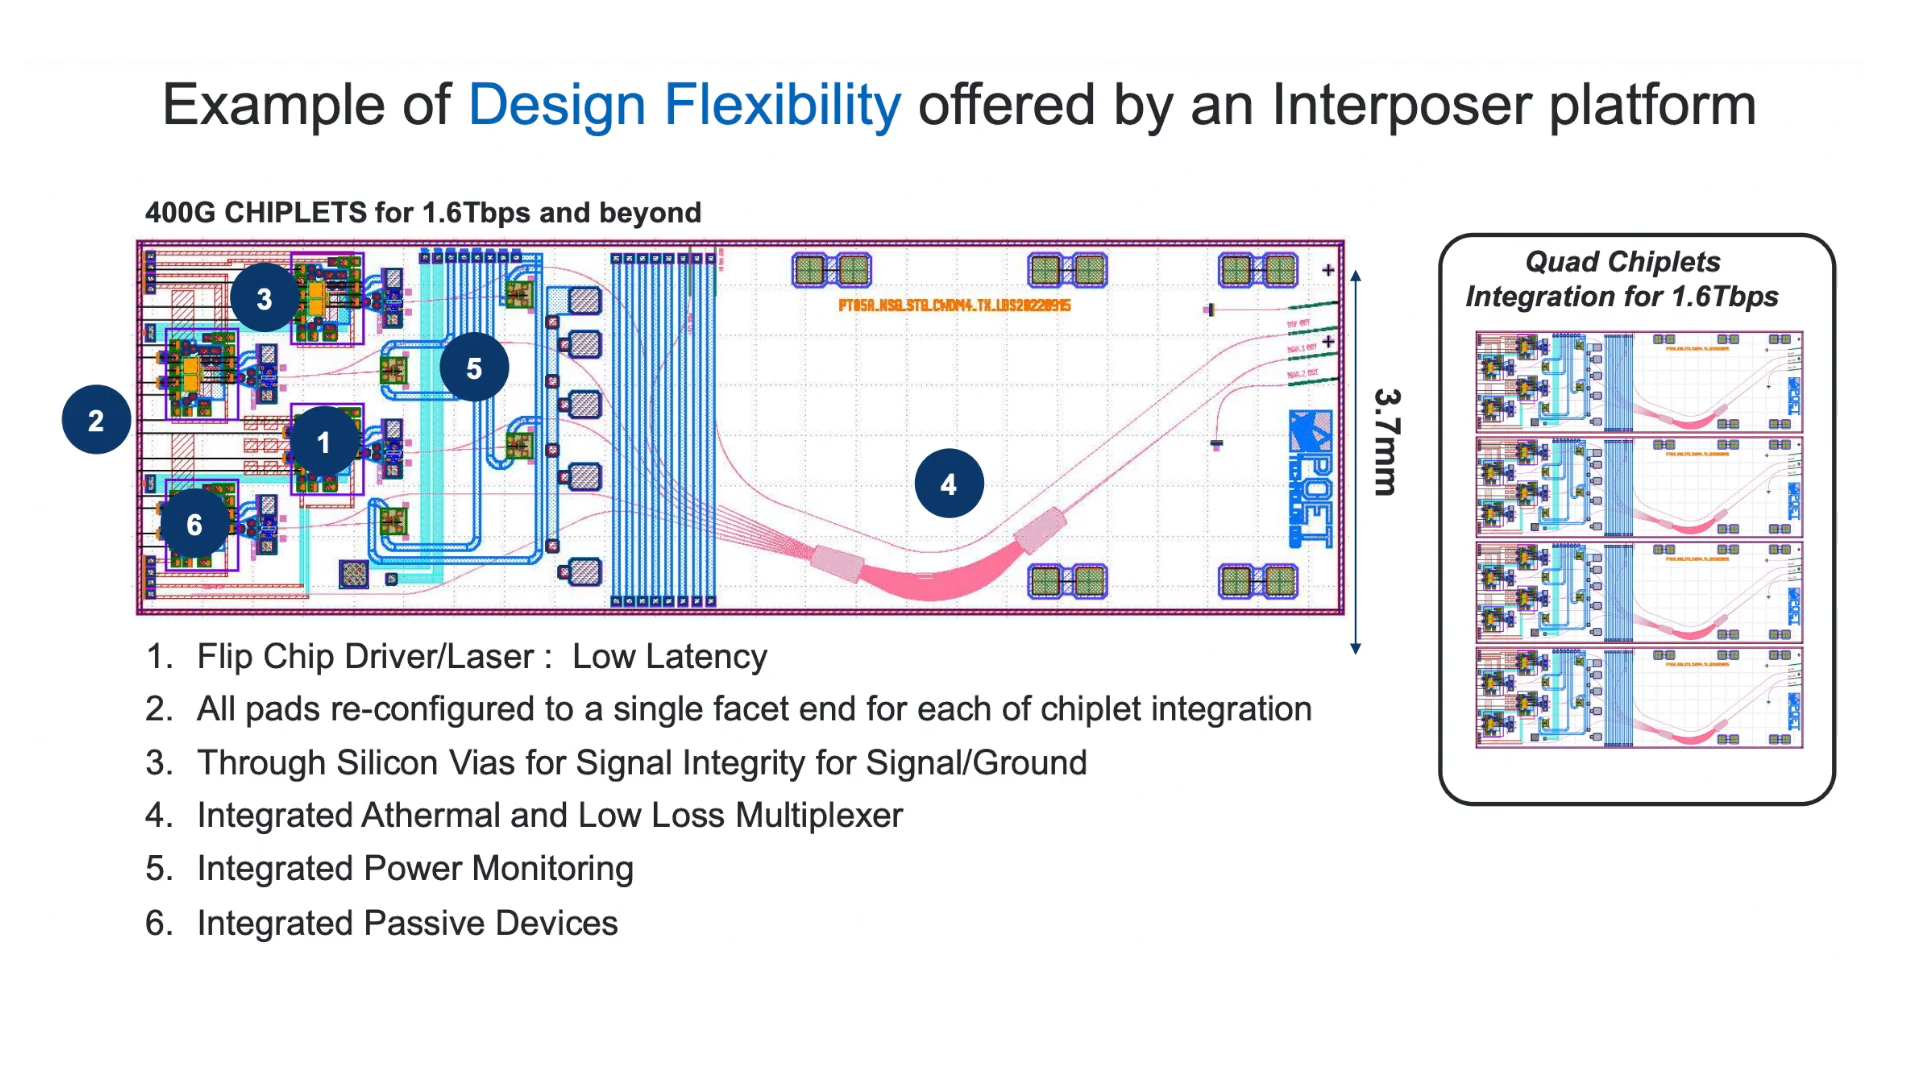 Example of Design Flexibility offered by an Interposer platform
400G CHIPLETS for 1.6Tbps and beyond
3
5
2
1
4
6
3.7mm
POET
1. Flip Chip Driver/Laser : Low Latency
2. All pads re-configured to a single facet end for each of chiplet integration
3. Through Silicon Vias for Signal Integrity for Signal/Ground
4. Integrated Athermal and Low Loss Multiplexer
5. Integrated Power Monitoring
6. Integrated Passive Devices
Quad Chiplets
Integration for 1.6Tbps
POET
POET
POET
POET